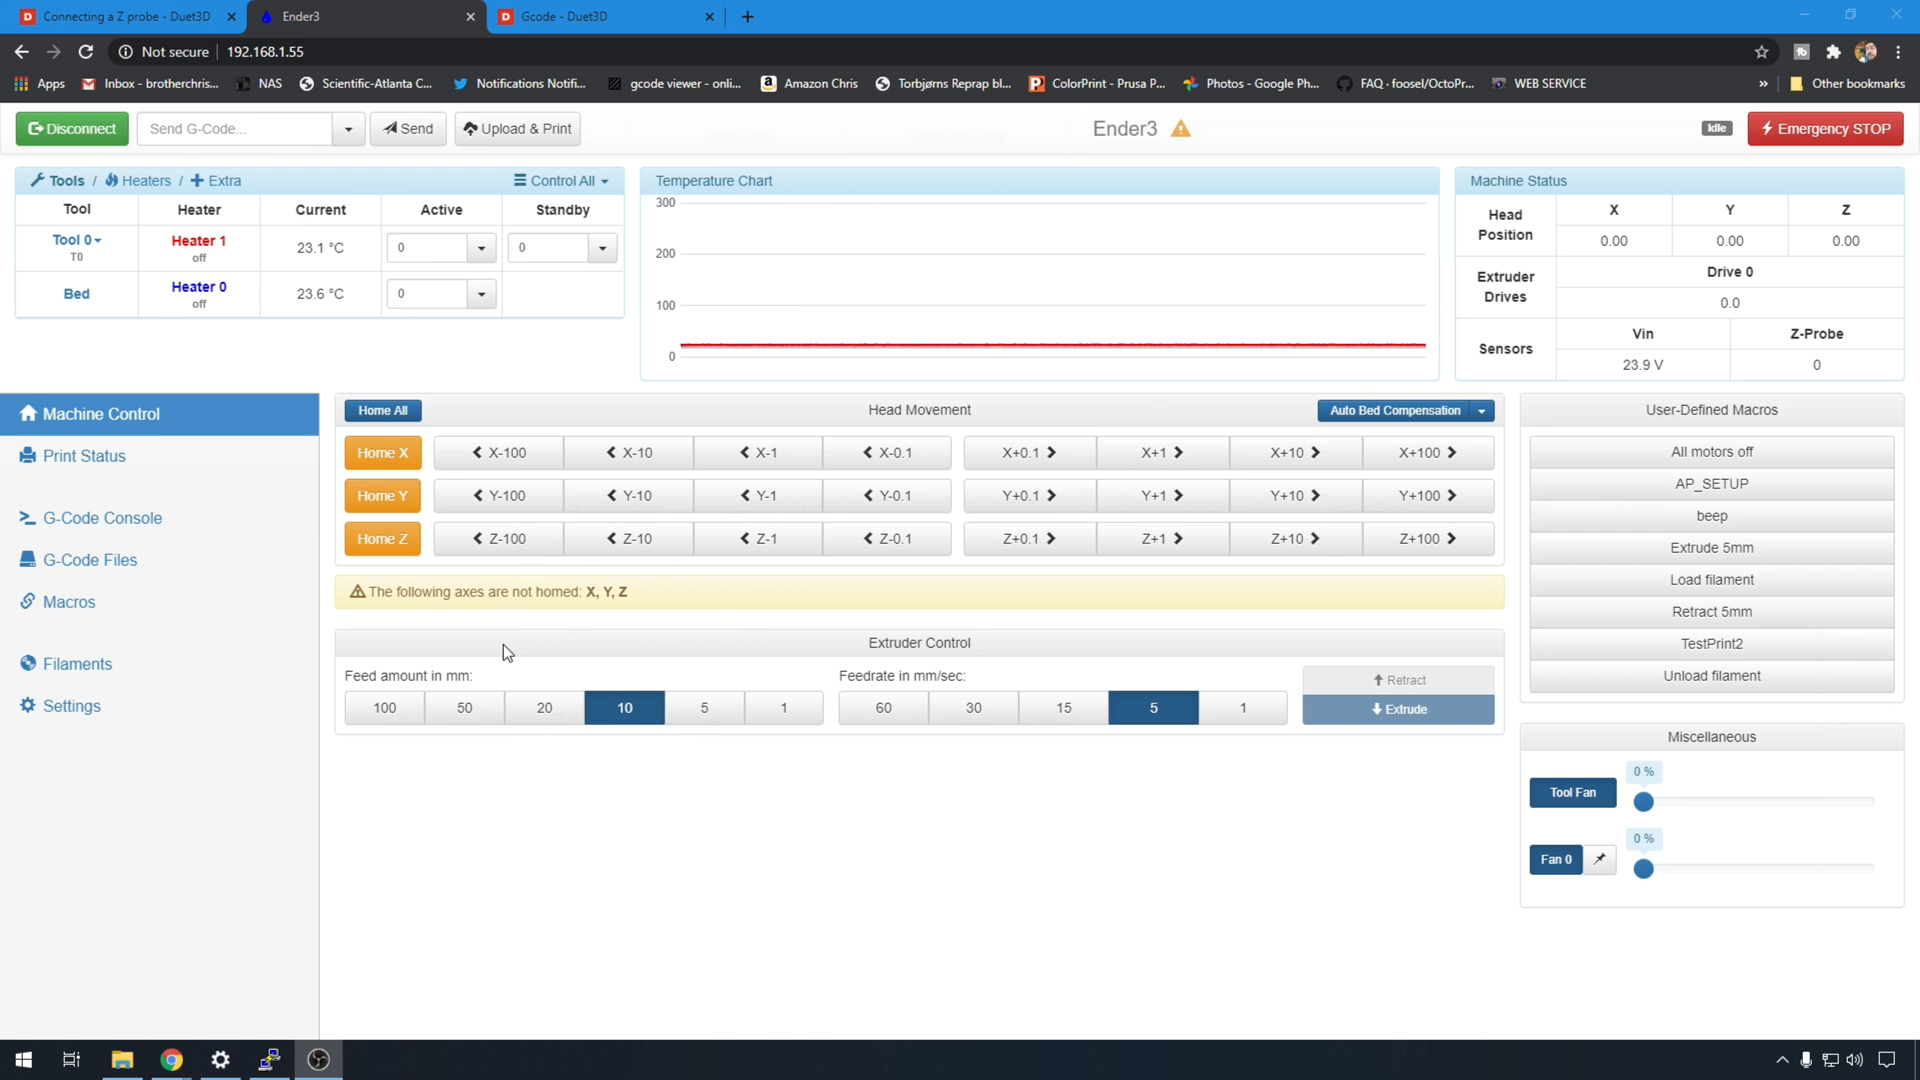 Connecting a Z probe - Duet3D
Ender3
Gcode - Duet3D
Not secure 192.168.1.55
Apps Inbox - brotherchris... NAS Scientific-Atlanta C... Notifications Notifi... gcode viewer - onli... Amazon Chris Torbjørns Reprap bl... ColorPrint - Prusa P... Photos - Google Ph... FAQ · foosel/OctoPr... WEB SERVICE » Other bookmarks
Disconnect Send G-Code... Send Upload & Print Ender3 Idle Emergency STOP
Tools / Heaters / Extra Control All
Tool Heater Current Active Standby
Tool 0 Heater 1 23.1 °C 0 0
T0 off
Bed Heater 0 23.6 °C 0
off
Temperature Chart
300
200
100
0
Machine Status
Head Position X Y Z
0.00 0.00 0.00
Extruder Drives Drive 0
0.0
Sensors Vin Z-Probe
23.9 V 0
Machine Control
Print Status
G-Code Console
G-Code Files
Macros
Filaments
Settings
Home All Head Movement Auto Bed Compensation
Home X X-100 X-10 X-1 X-0.1 X+0.1 X+1 X+10 X+100
Home Y Y-100 Y-10 Y-1 Y-0.1 Y+0.1 Y+1 Y+10 Y+100
Home Z Z-100 Z-10 Z-1 Z-0.1 Z+0.1 Z+1 Z+10 Z+100
The following axes are not homed: X, Y, Z
Extruder Control
Feed amount in mm: Feedrate in mm/sec:
100 50 20 10 5 1 60 30 15 5 1
Retract
Extrude
User-Defined Macros
All motors off
AP_SETUP
beep
Extrude 5mm
Load filament
Retract 5mm
TestPrint2
Unload filament
Miscellaneous
0 %
Tool Fan
0 %
Fan 0